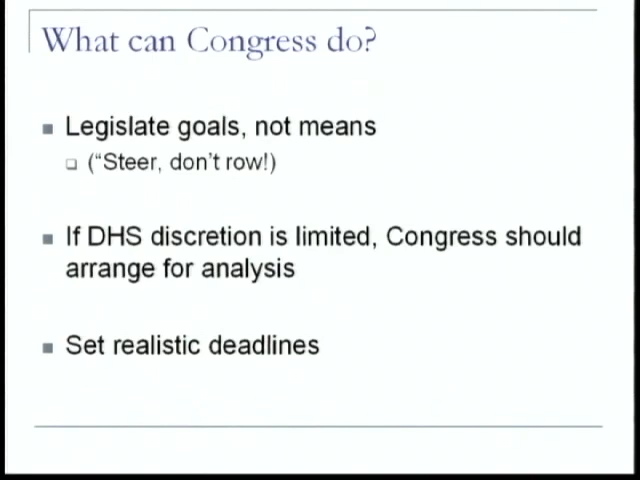 What can Congress do?
Legislate goals, not means
("Steer, don't row!)
If DHS discretion is limited, Congress should
arrange for analysis
Set realistic deadlines